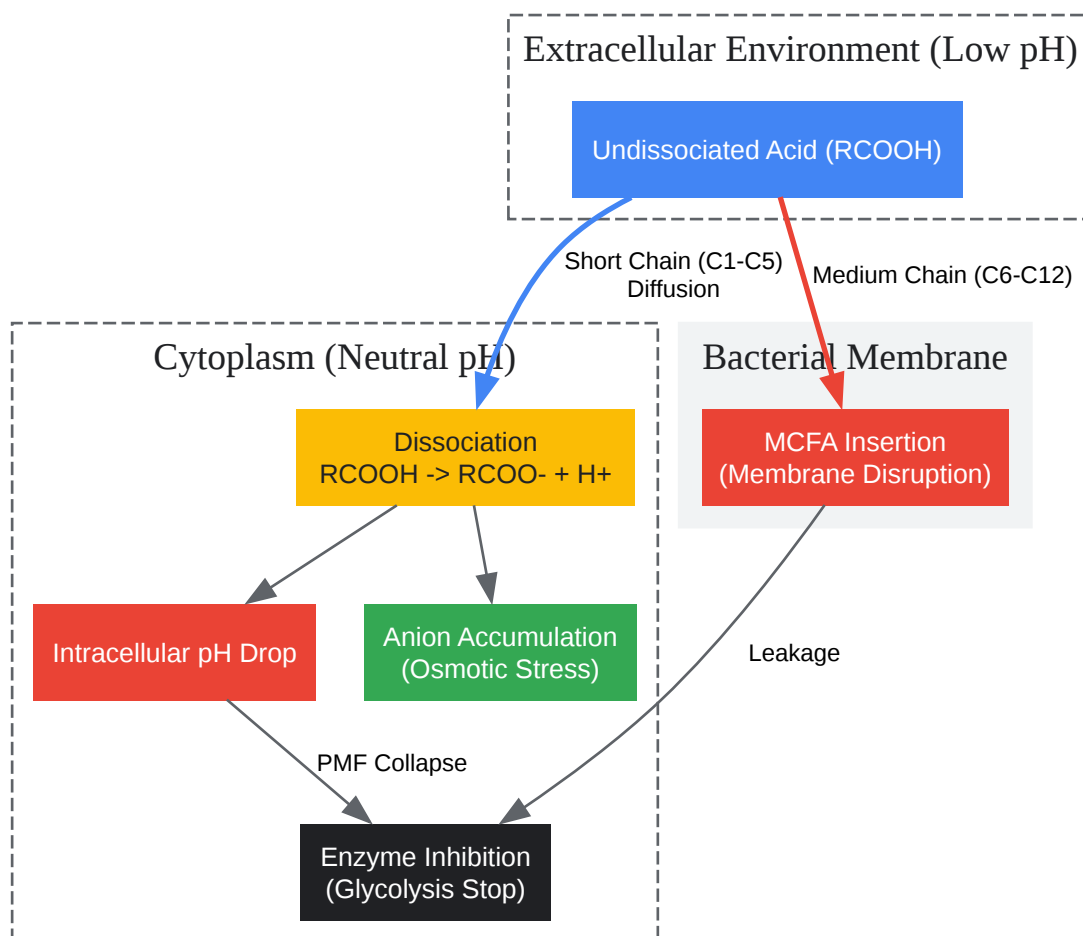 Extracellular Environment (Low pH)
Undissociated Acid (RCOOH)
Short Chain (C1-C5)
Diffusion
Medium Chain (C6-C12)
Cytoplasm (Neutral pH)
Bacterial Membrane
Dissociation
RCOOH -> RCOO- + H+
MCFA Insertion
(Membrane Disruption)
Intracellular pH Drop
Anion Accumulation
(Osmotic Stress)
Leakage
PMF Collapse
Enzyme Inhibition
(Glycolysis Stop)